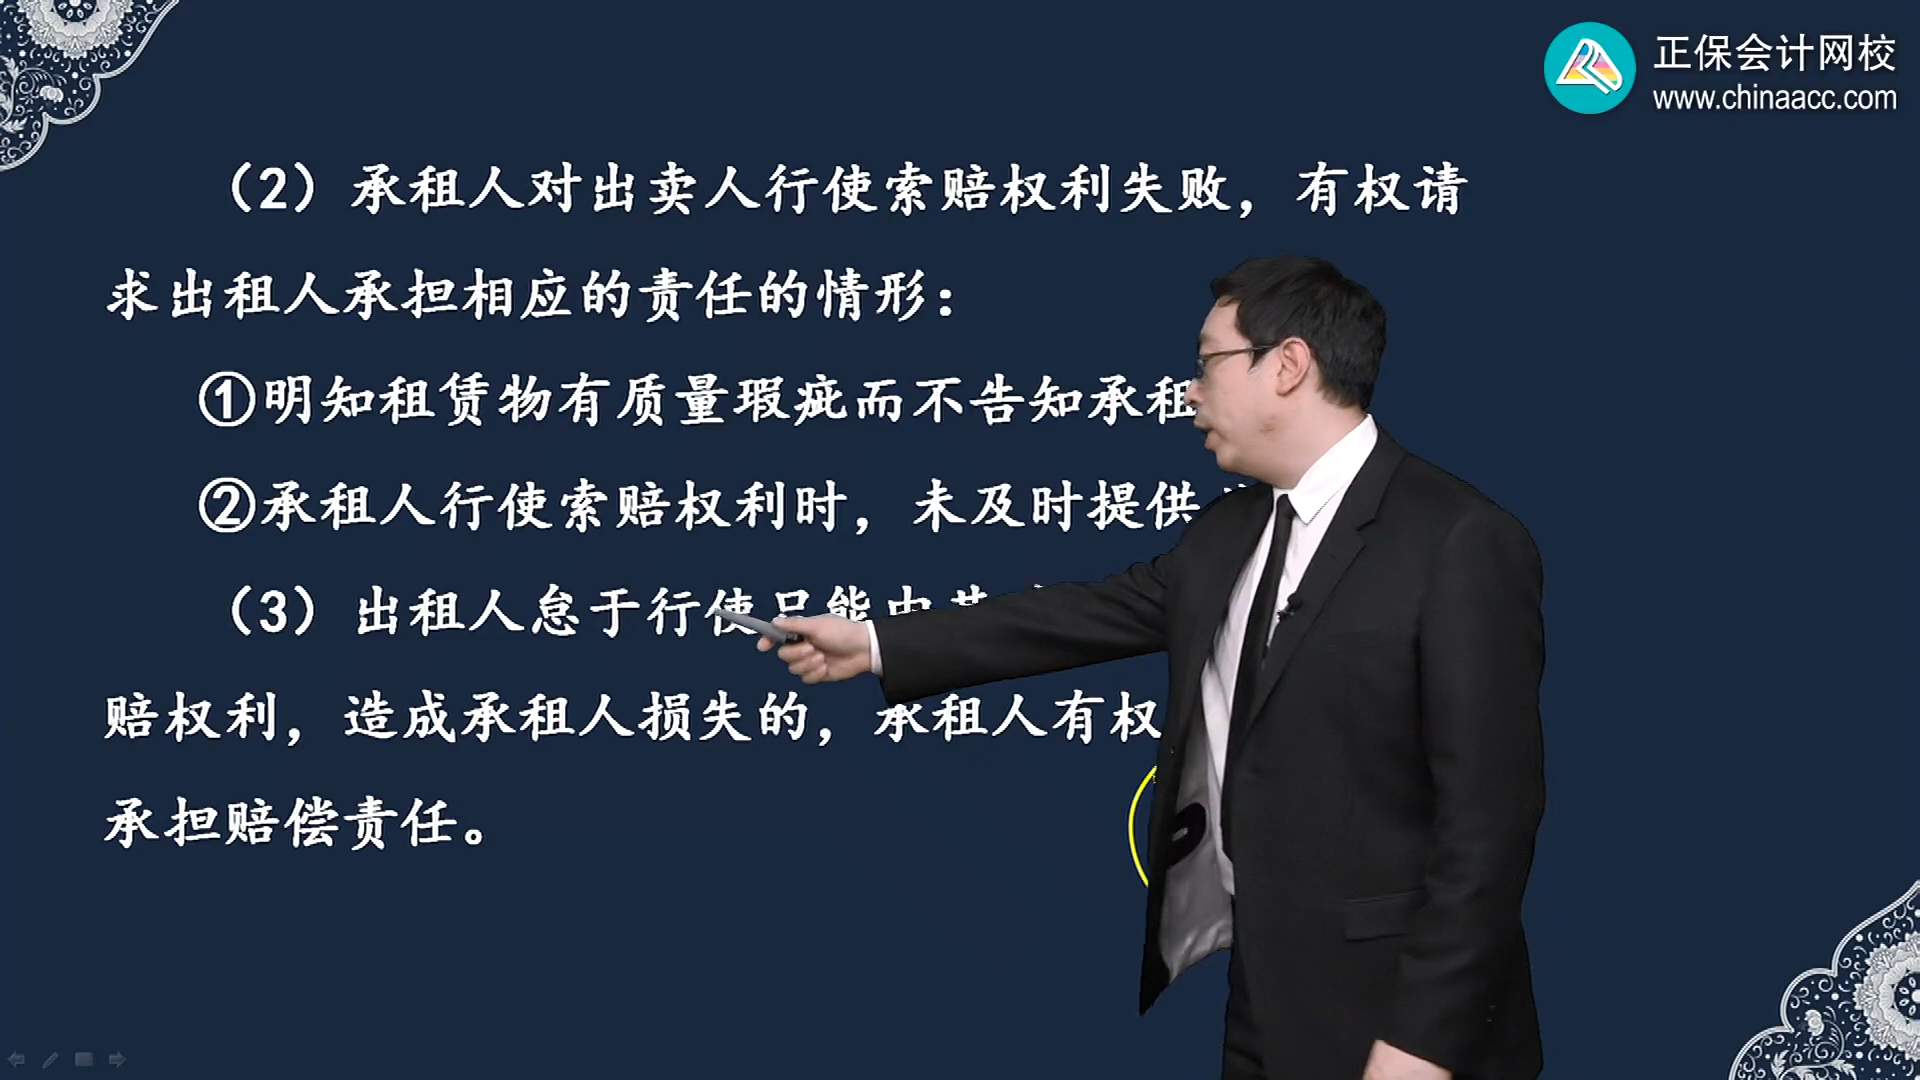 正保会计网校
www.chinaacc.com
（2）承租人对出卖人行使索赔权利失败，有权请
求出租人承担相应的责任的情形：
①明知租赁物有质量瑕疵而不告知承租
②承租人行使索赔权利时，未及时提供
（3）出租人怠于行使只能由其
赔权利，造成承租人损失的，承租人有权
承担赔偿责任。